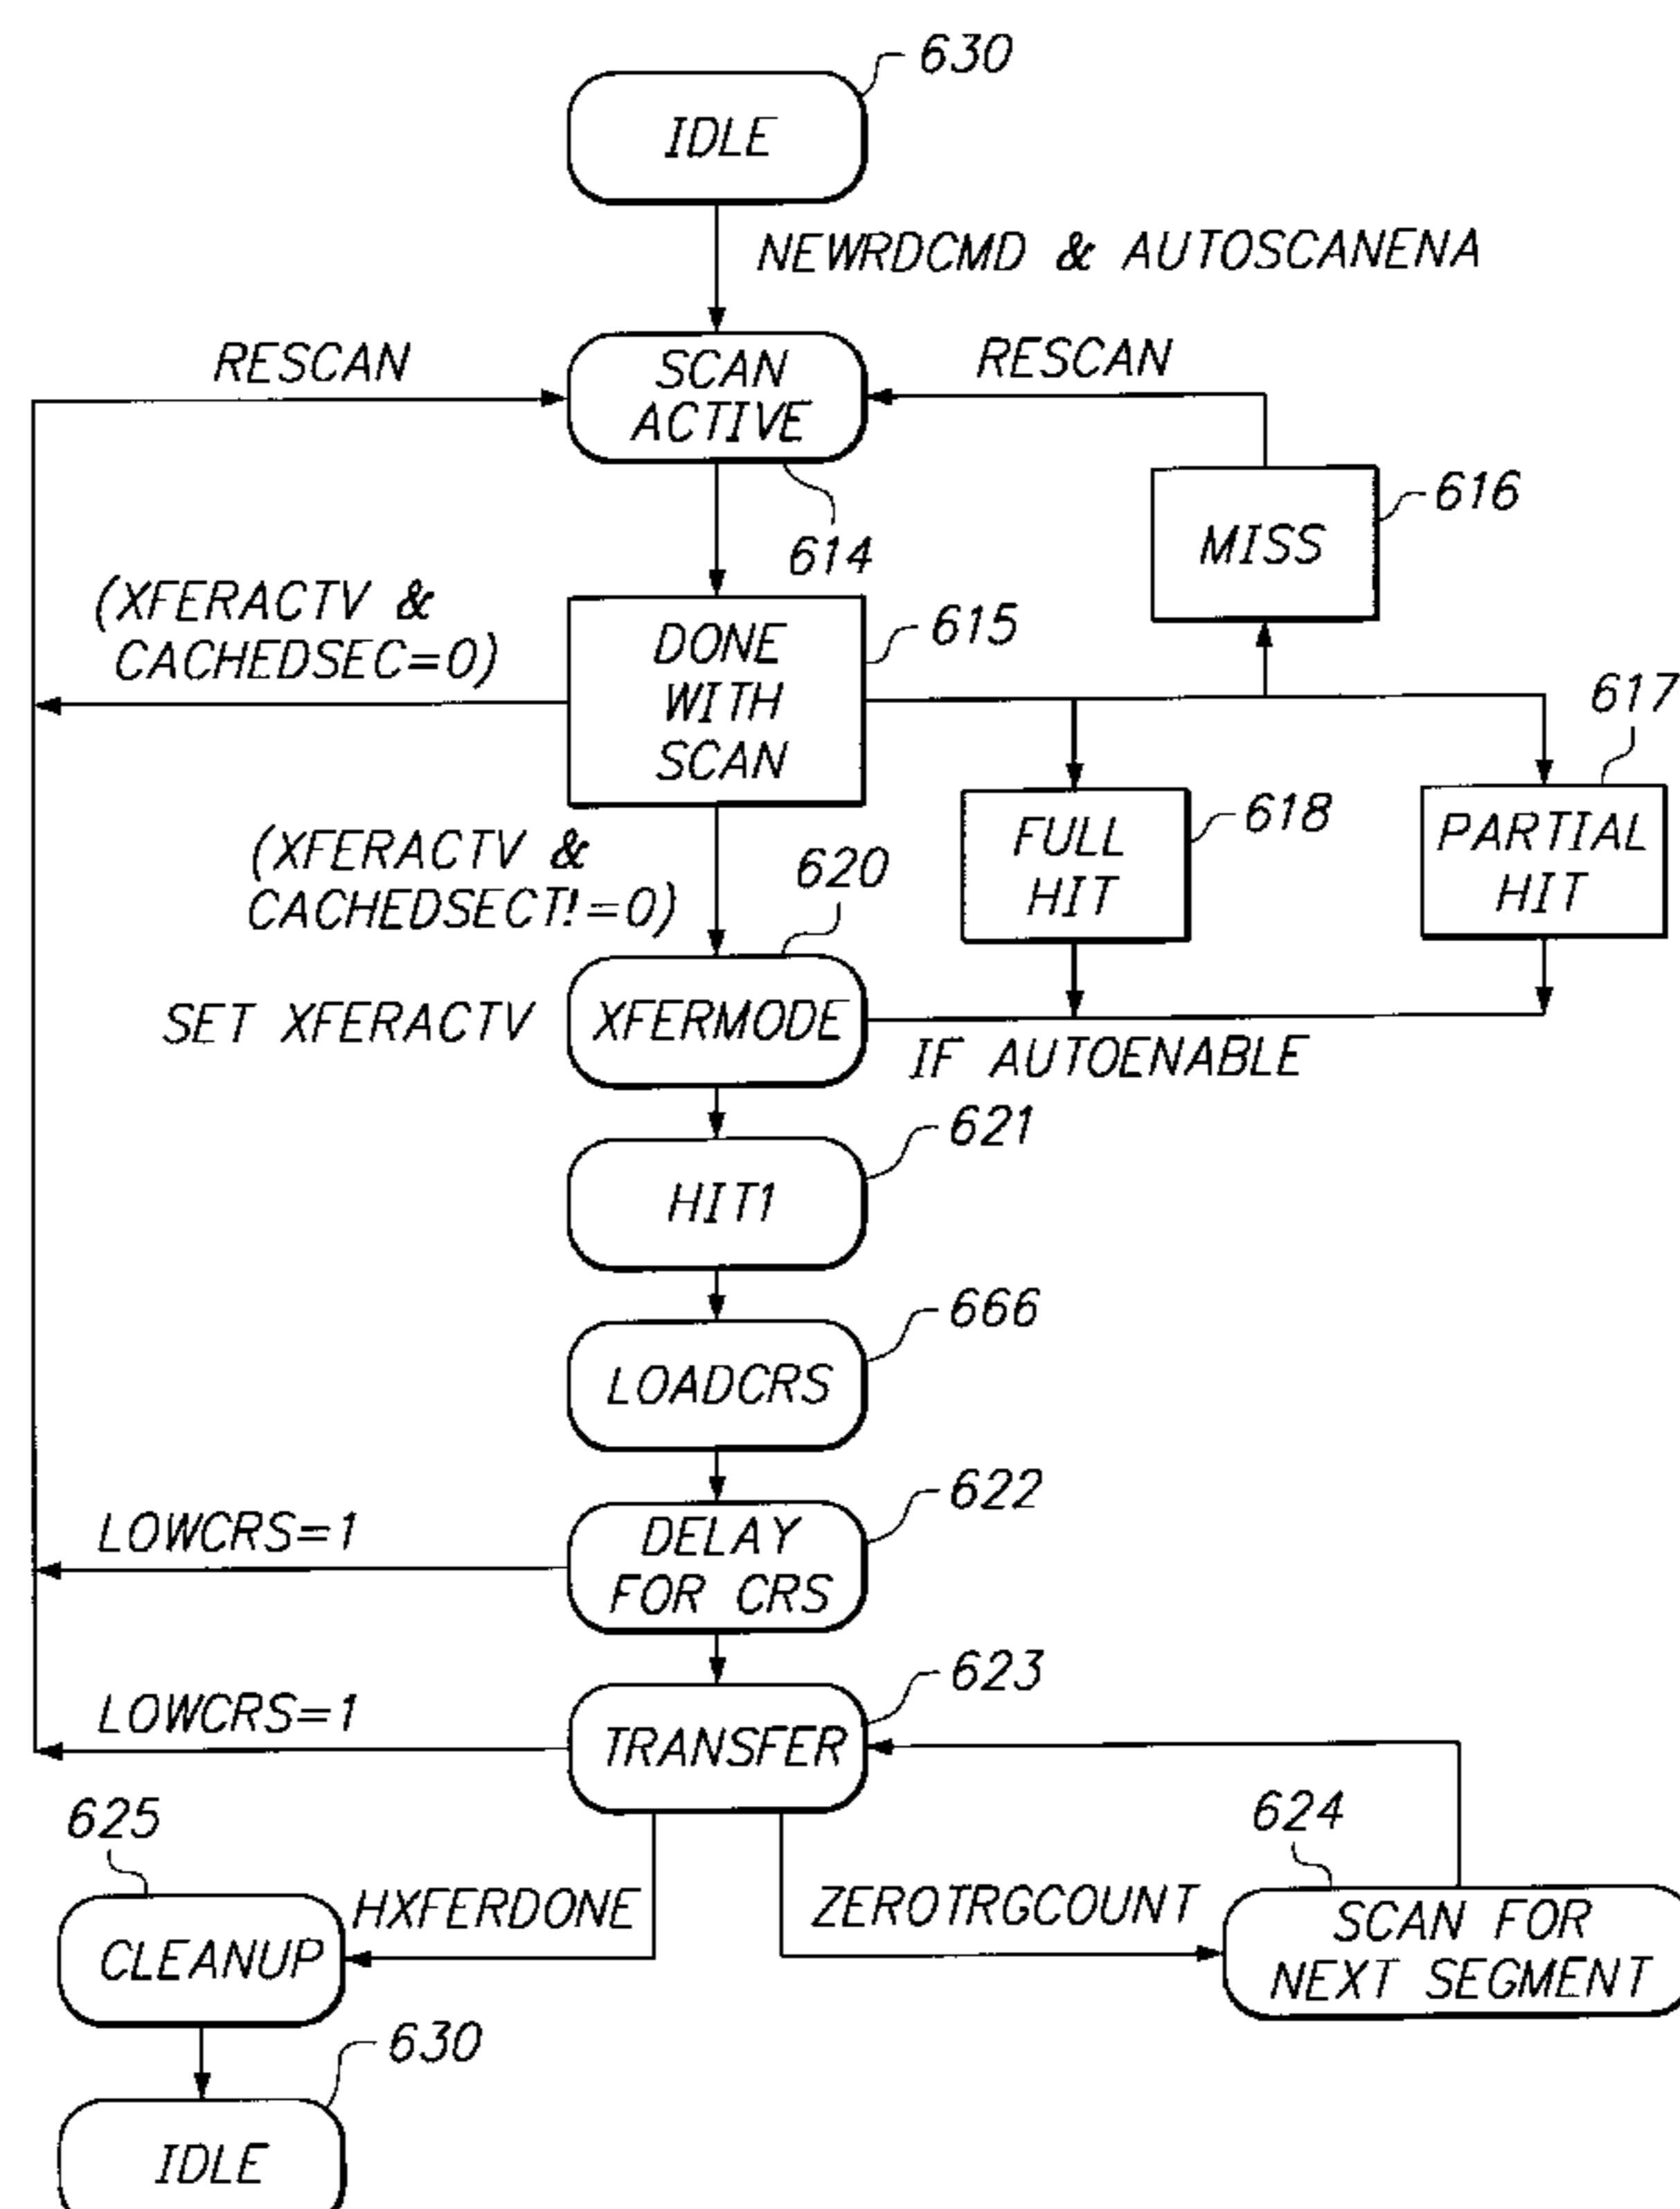 630
IDLE
NEWRDCMD & AUTOSCANENA
RESCAN
SCAN
ACTIVE
RESCAN
614
616
MISS
(XFERACTV &
CACHEDSEC=0)
DONE
WITH
SCAN
615
617
618
FULL
HIT
PARTIAL
HIT
(XFERACTV &
CACHEDSECT!=0)
620
SET XFERACTV
XFERMODE
IF AUTOENABLE
621
HIT1
666
LOADCRS
622
LOWCRS=1
DELAY
FOR CRS
623
LOWCRS=1
TRANSFER
625
624
HXFERDONE
ZEROTRGCOUNT
CLEANUP
SCAN FOR
NEXT SEGMENT
630
IDLE